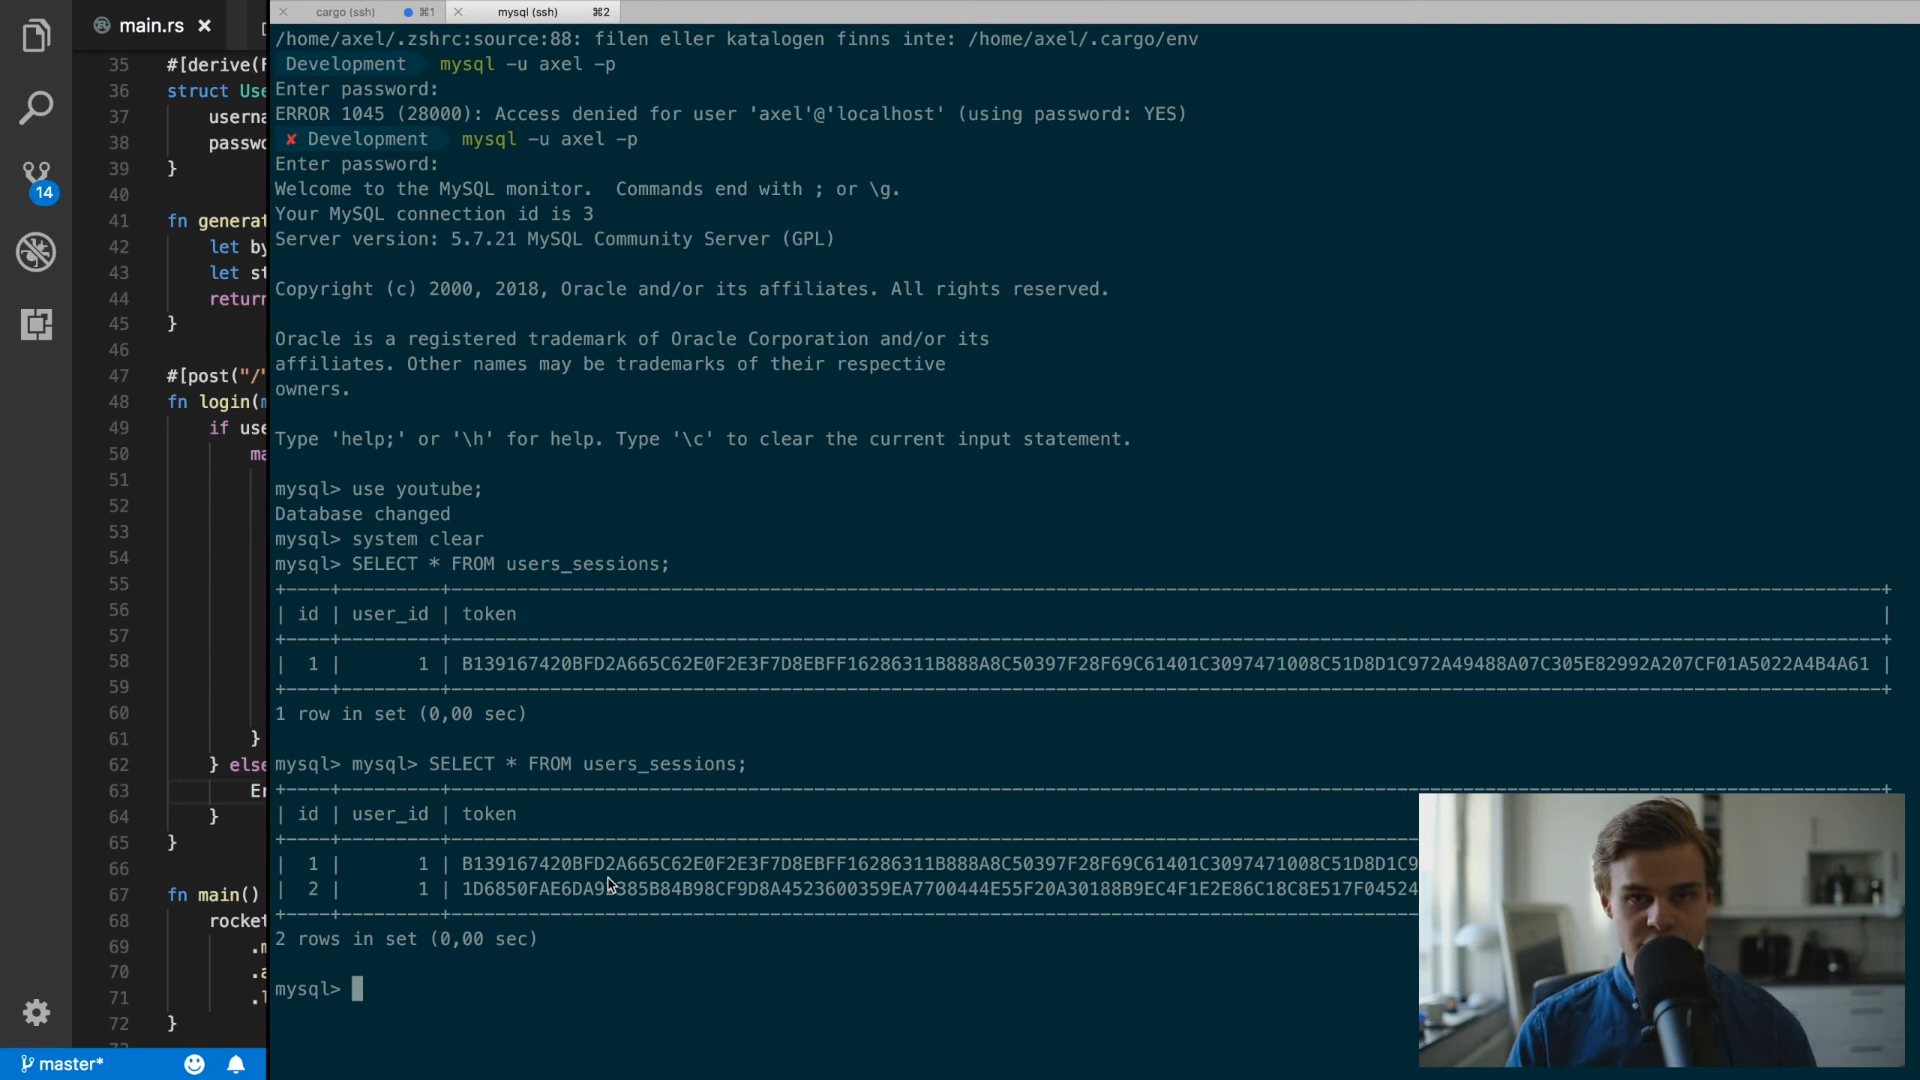 cargo (ssh) ⌘1 mysql (ssh) ⌘2
main.rs
35 #[derive(F
36 struct Use
37 userna
38 passwo
39 }
40
41 fn generat
42 let by
43 let st
44 return
45 }
46
47 #[post("/"
48 fn login(m
49 if use
50 ma
51
52
53
54
55
56
57
58
59
60
61 }
62 } else
63 Er
64 }
65 }
66
67 fn main()
68 rocket
69 .m
70 .a
71 .l
72 }
14
master*
/home/axel/.zshrc:source:88: filen eller katalogen finns inte: /home/axel/.cargo/env
Development mysql -u axel -p
Enter password:
ERROR 1045 (28000): Access denied for user 'axel'@'localhost' (using password: YES)
✘ Development mysql -u axel -p
Enter password:
Welcome to the MySQL monitor. Commands end with ; or \g.
Your MySQL connection id is 3
Server version: 5.7.21 MySQL Community Server (GPL)
Copyright (c) 2000, 2018, Oracle and/or its affiliates. All rights reserved.
Oracle is a registered trademark of Oracle Corporation and/or its
affiliates. Other names may be trademarks of their respective
owners.
Type 'help;' or '\h' for help. Type '\c' to clear the current input statement.
mysql> use youtube;
Database changed
mysql> system clear
mysql> SELECT * FROM users_sessions;
| id | user_id | token |
| 1 | 1 | B139167420BFD2A665C62E0F2E3F7D8EBFF16286311B888A8C50397F28F69C61401C3097471008C51D8D1C972A49488A07C305E82992A207CF01A5022A4B4A61 |
1 row in set (0,00 sec)
mysql> mysql> SELECT * FROM users_sessions;
| id | user_id | token
| 1 | 1 | B139167420BFD2A665C62E0F2E3F7D8EBFF16286311B888A8C50397F28F69C61401C3097471008C51D8D1C9
| 2 | 1 |
2 rows in set (0,00 sec)
mysql>